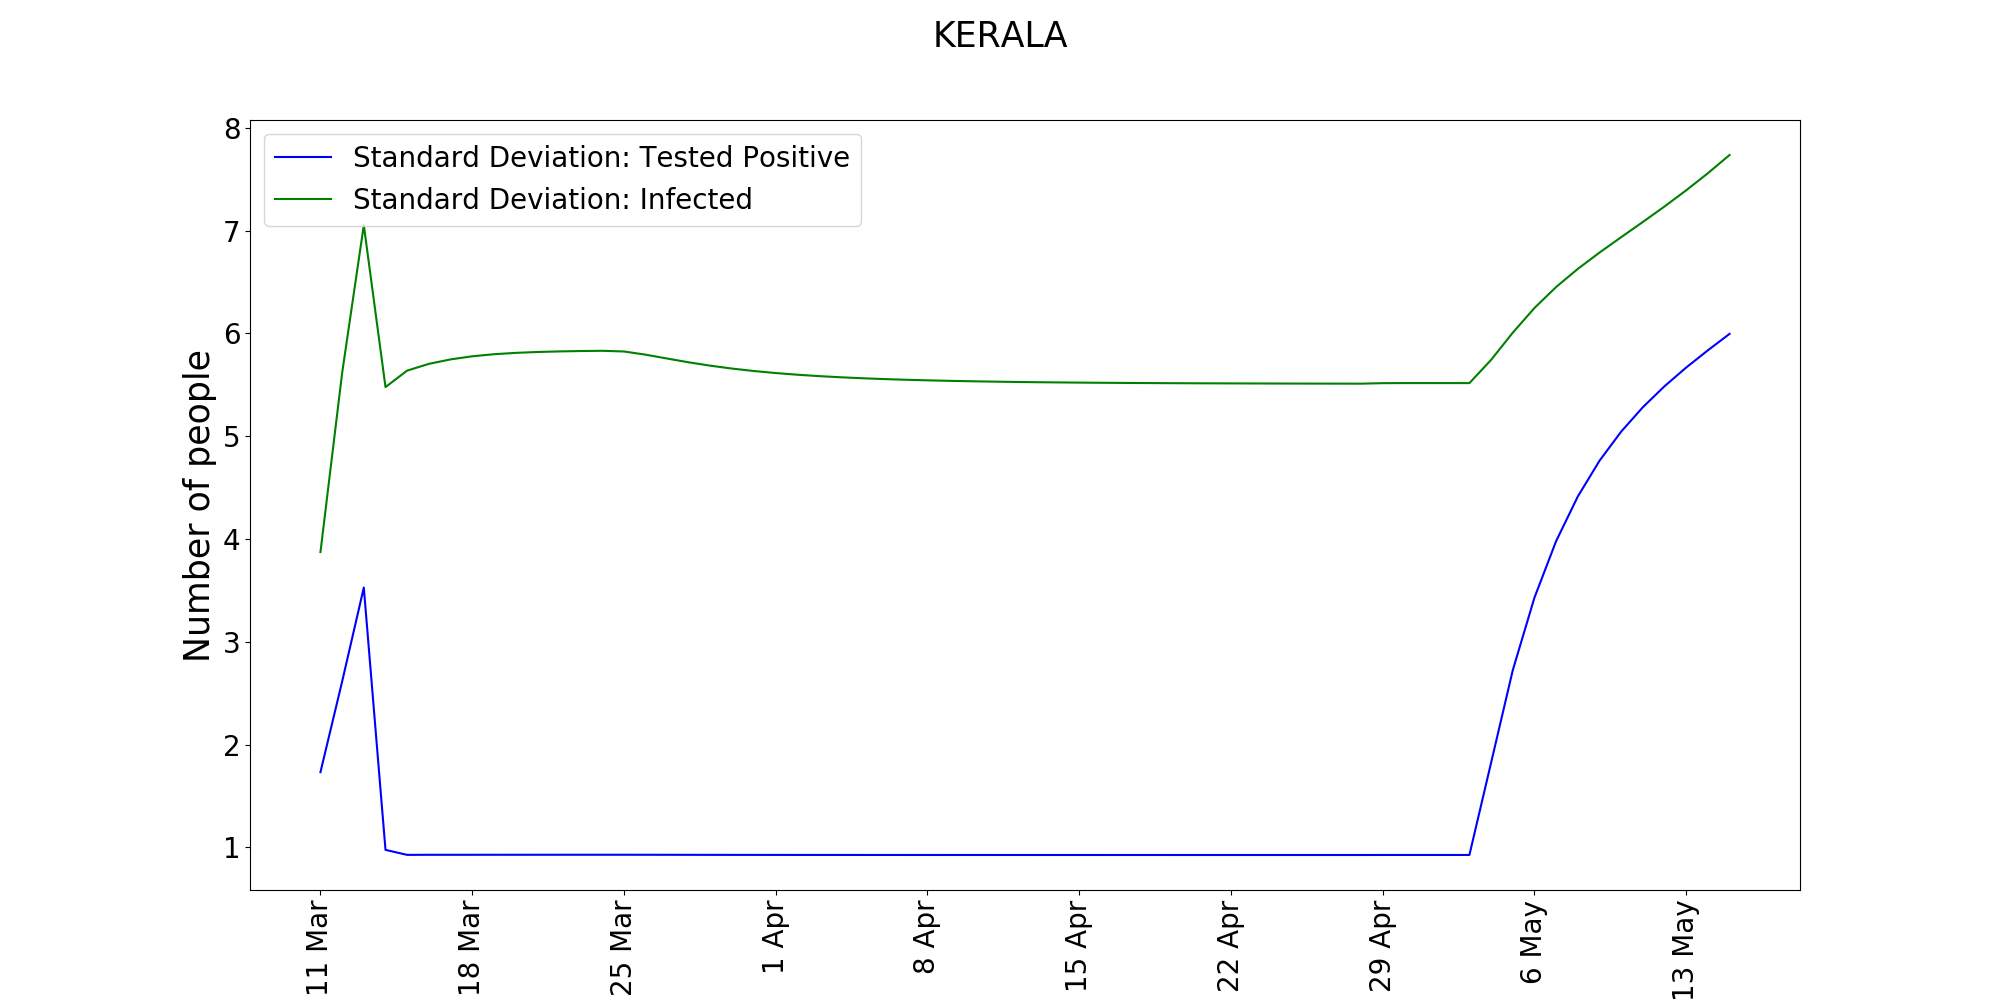 KERALA
8
7
6
5
4
3
2
1
Number of people
Standard Deviation: Tested Positive
Standard Deviation: Infected
11 Mar
18 Mar
25 Mar
1 Apr
8 Apr
15 Apr
22 Apr
29 Apr
6 May
13 May